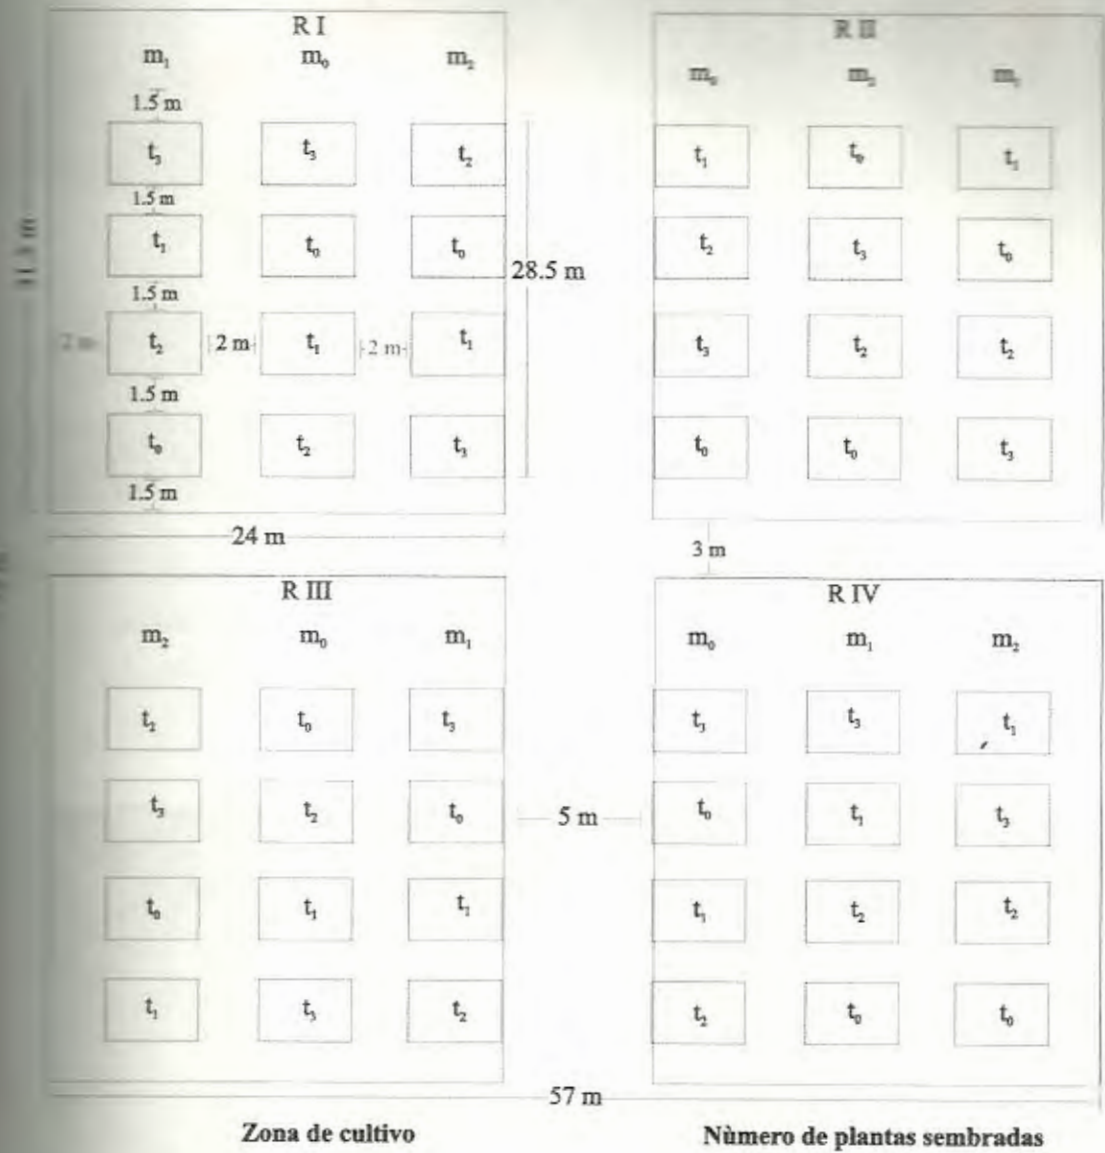 R I
m₁ m₀ m₂
1.5 m
t₃ t₃ t₂
1.5 m
t₁ t₀ t₀
28.5 m
1.5 m
2 m t₂ 2 m t₁ 2 m t₁
1.5 m
t₀ t₂ t₃
1.5 m
24 m
R II
m₀ m₂
t₁ t₀ t₁
t₂ t₃ t₀
t₃ t₂ t₂
t₀ t₀ t₃
3 m
R III
m₂ m₀ m₁
t₂ t₀ t₃
t₃ t₂ t₀
t₀ t₁ t₁
t₁ t₃ t₂
5 m
R IV
m₀ m₁ m₂
t₃ t₃ t₁
t₀ t₁ t₃
t₁ t₂ t₂
t₂ t₀ t₀
57 m
Zona de cultivo
Nùmero de plantas sembradas